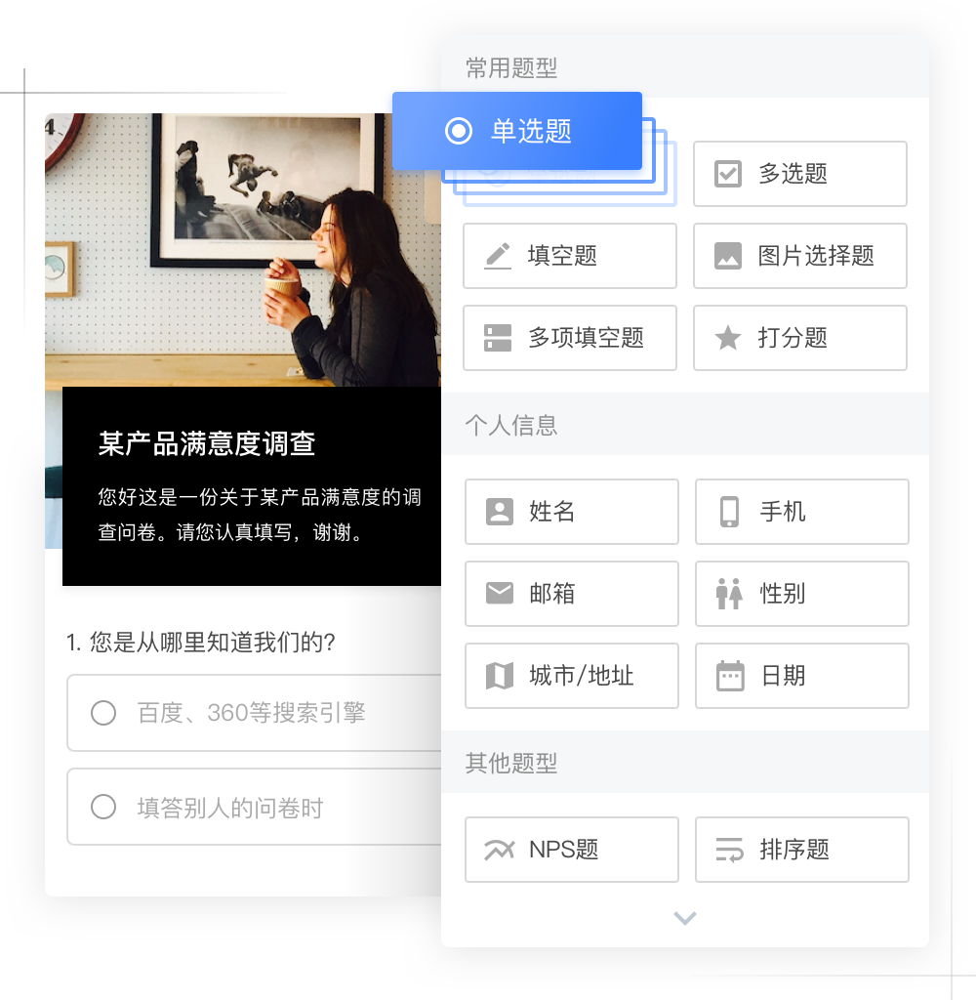 常用题型
单选题
多选题
填空题
图片选择题
多项填空题
打分题
个人信息
姓名
手机
邮箱
性别
城市/地址
日期
其他题型
NPS题
排序题
4
某产品满意度调查
您好这是一份关于某产品满意度的调
查问卷。请您认真填写，谢谢。
1. 您是从哪里知道我们的?
百度、360等搜索引擎
填答别人的问卷时